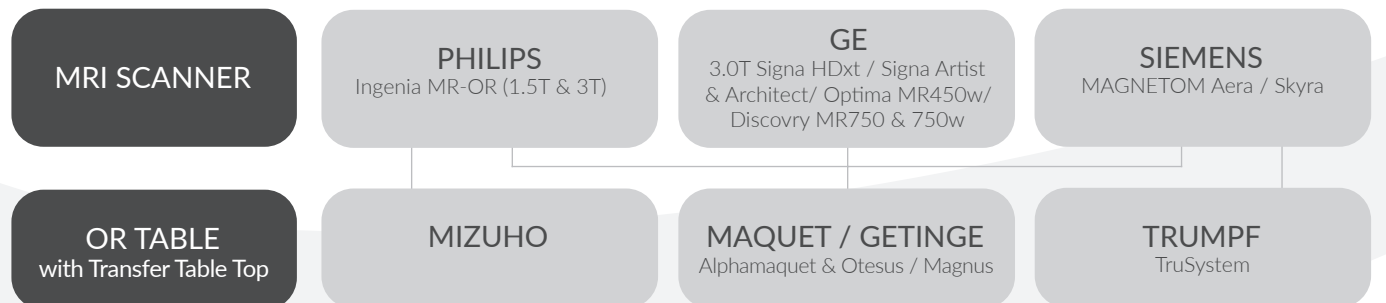 MRI SCANNER
PHILIPS
Ingenia MR-OR (1.5T & 3T)
GE
3.0T Signa HDxt / Signa Artist
& Architect/ Optima MR450w/
Discovry MR750 & 750w
SIEMENS
MAGNETOM Aera / Skyra
OR TABLE
with Transfer Table Top
MIZUHO
MAQUET / GETINGE
Alphamaquet & Otesus / Magnus
TRUMPF
TruSystem